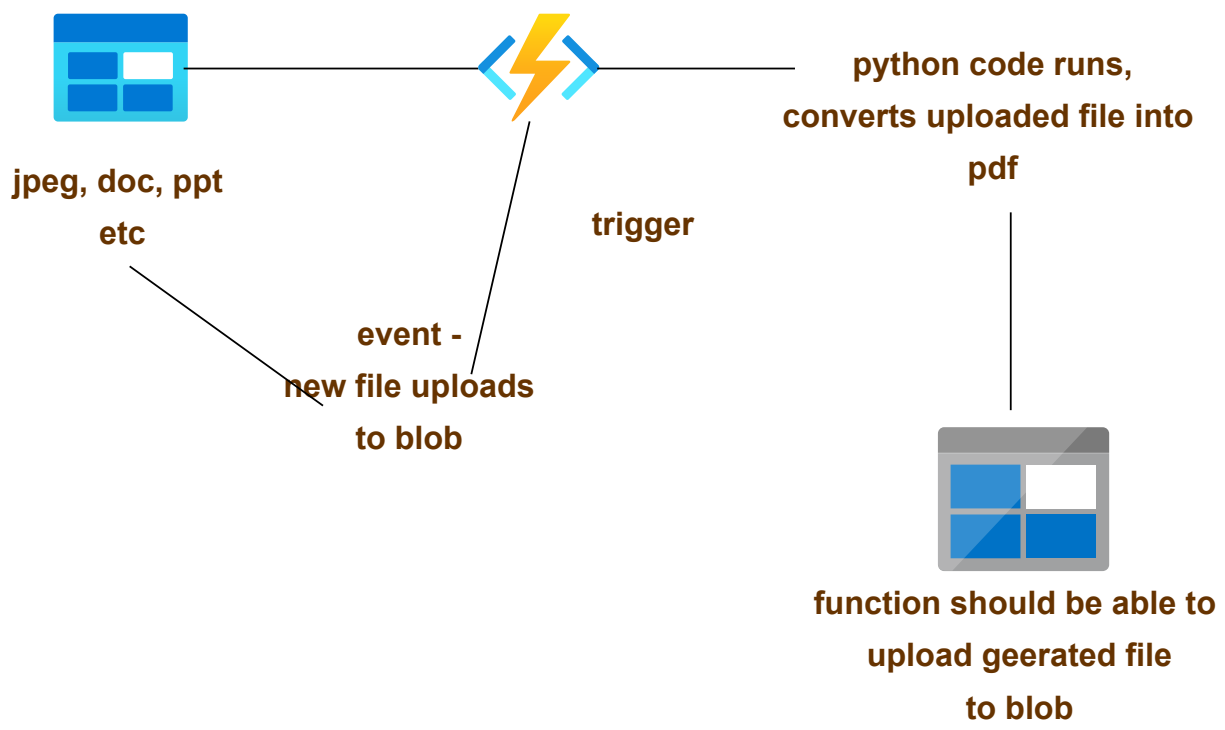 jpeg, doc, ppt
etc
event -
new file uploads
to blob
trigger
python code runs,
converts uploaded file into
pdf
function should be able to
upload geerated file
to blob